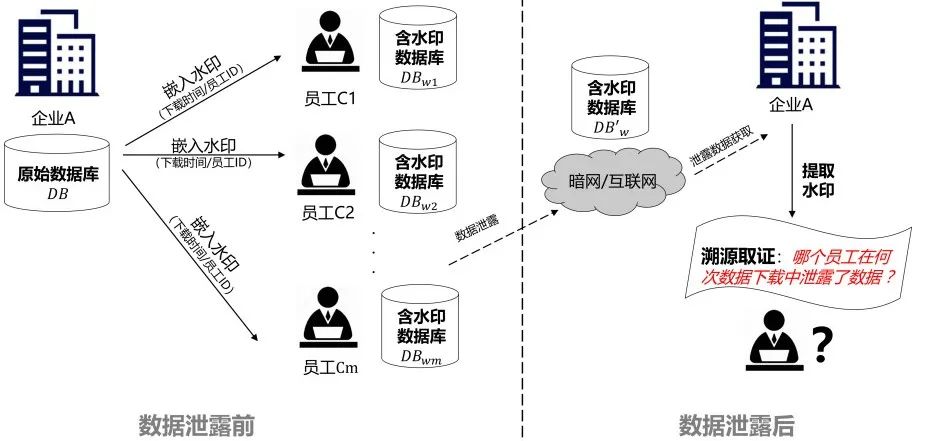 企业A
原始数据库
DB
嵌入水印
(下载时间/员工ID)
嵌入水印
(下载时间/员工ID)
嵌入水印
(下载时间/员工ID)
员工C1
含水印
数据库
DBw1
员工C2
含水印
数据库
DBw2
员工Cm
含水印
数据库
DBwm
数据泄露前
数据泄露
含水印
数据库
DB'w
暗网/互联网
泄露数据获取
企业A
提取
水印
溯源取证：哪个员工在何
次数据下载中泄露了数据？
?
数据泄露后